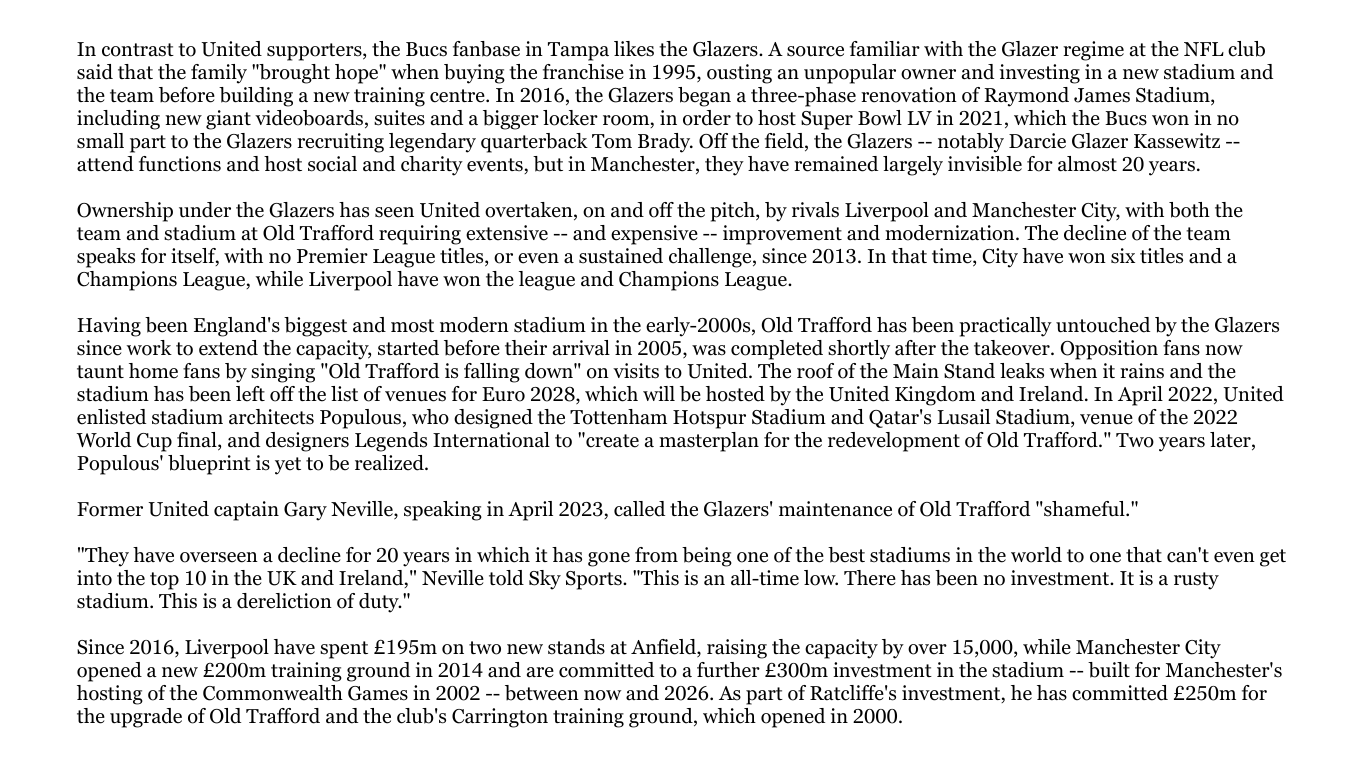 In contrast to United supporters, the Bucs fanbase in Tampa likes the Glazers. A source familiar with the Glazer regime at the NFL club
said that the family "brought hope" when buying the franchise in 1995, ousting an unpopular owner and investing in a new stadium and
the team before building a new training centre. In 2016, the Glazers began a three-phase renovation of Raymond James Stadium,
including new giant videoboards, suites and a bigger locker room, in order to host Super Bowl LV in 2021, which the Bucs won in no
small part to the Glazers recruiting legendary quarterback Tom Brady. Off the field, the Glazers -- notably Darcie Glazer Kassewitz --
attend functions and host social and charity events, but in Manchester, they have remained largely invisible for almost 20 years.
Ownership under the Glazers has seen United overtaken, on and off the pitch, by rivals Liverpool and Manchester City, with both the
team and stadium at Old Trafford requiring extensive -- and expensive -- improvement and modernization. The decline of the team
speaks for itself, with no Premier League titles, or even a sustained challenge, since 2013. In that time, City have won six titles and a
Champions League, while Liverpool have won the league and Champions League.
Having been England's biggest and most modern stadium in the early-2000s, Old Trafford has been practically untouched by the Glazers
since work to extend the capacity, started before their arrival in 2005, was completed shortly after the takeover. Opposition fans now
taunt home fans by singing "Old Trafford is falling down" on visits to United. The roof of the Main Stand leaks when it rains and the
stadium has been left off the list of venues for Euro 2028, which will be hosted by the United Kingdom and Ireland. In April 2022, United
enlisted stadium architects Populous, who designed the Tottenham Hotspur Stadium and Qatar's Lusail Stadium, venue of the 2022
World Cup final, and designers Legends International to "create a masterplan for the redevelopment of Old Trafford." Two years later,
Populous' blueprint is yet to be realized.
Former United captain Gary Neville, speaking in April 2023, called the Glazers' maintenance of Old Trafford "shameful."
"They have overseen a decline for 20 years in which it has gone from being one of the best stadiums in the world to one that can't even get
into the top 10 in the UK and Ireland," Neville told Sky Sports. "This is an all-time low. There has been no investment. It is a rusty
stadium. This is a dereliction of duty."
Since 2016, Liverpool have spent £195m on two new stands at Anfield, raising the capacity by over 15,000, while Manchester City
opened a new £200m training ground in 2014 and are committed to a further £300m investment in the stadium -- built for Manchester's
hosting of the Commonwealth Games in 2002 -- between now and 2026. As part of Ratcliffe's investment, he has committed £250m for
the upgrade of Old Trafford and the club's Carrington training ground, which opened in 2000.